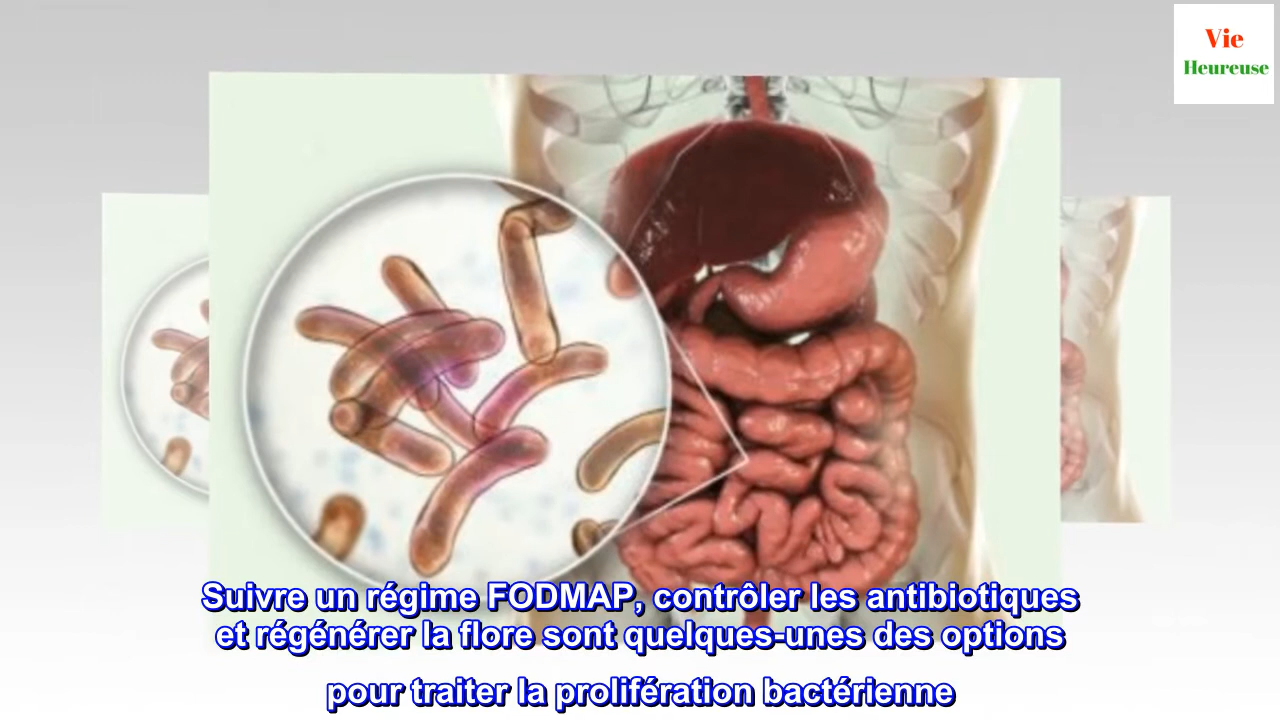 Vie
Heureuse
Suivre un régime FODMAP, contrôler les antibiotiques
et régénérer la flore sont quelques-unes des options
pour traiter la prolifération bactérienne